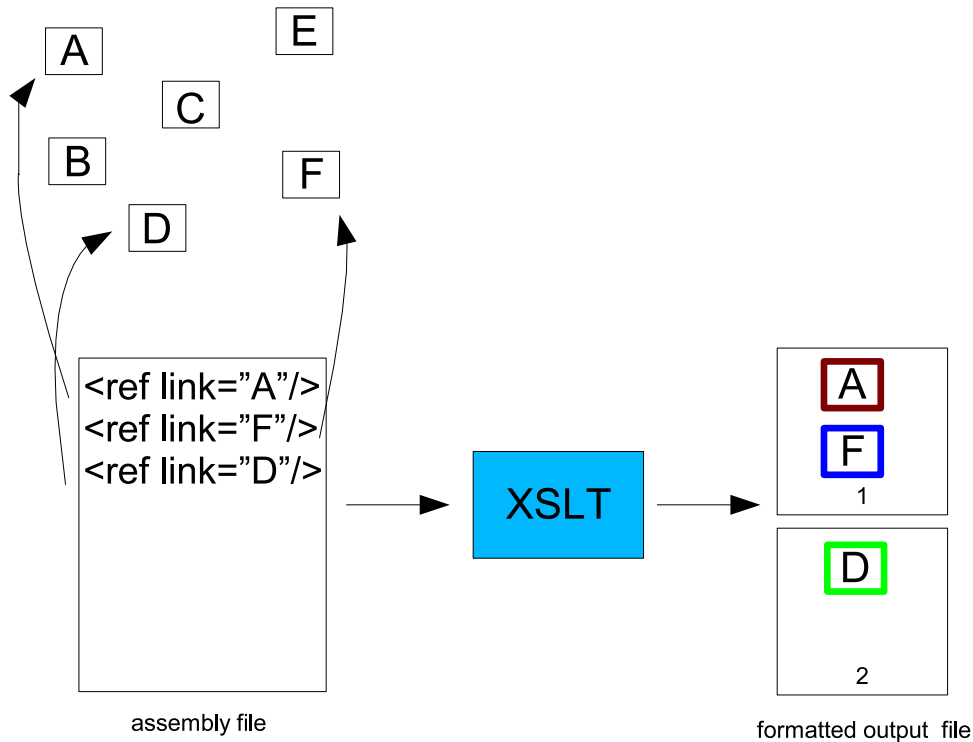 A
E
C
B
F
D
<ref link=”A”/>
<ref link=”F”/>
<ref link=”D”/>
XSLT
A
F
1
D
2
assembly file
formatted output file